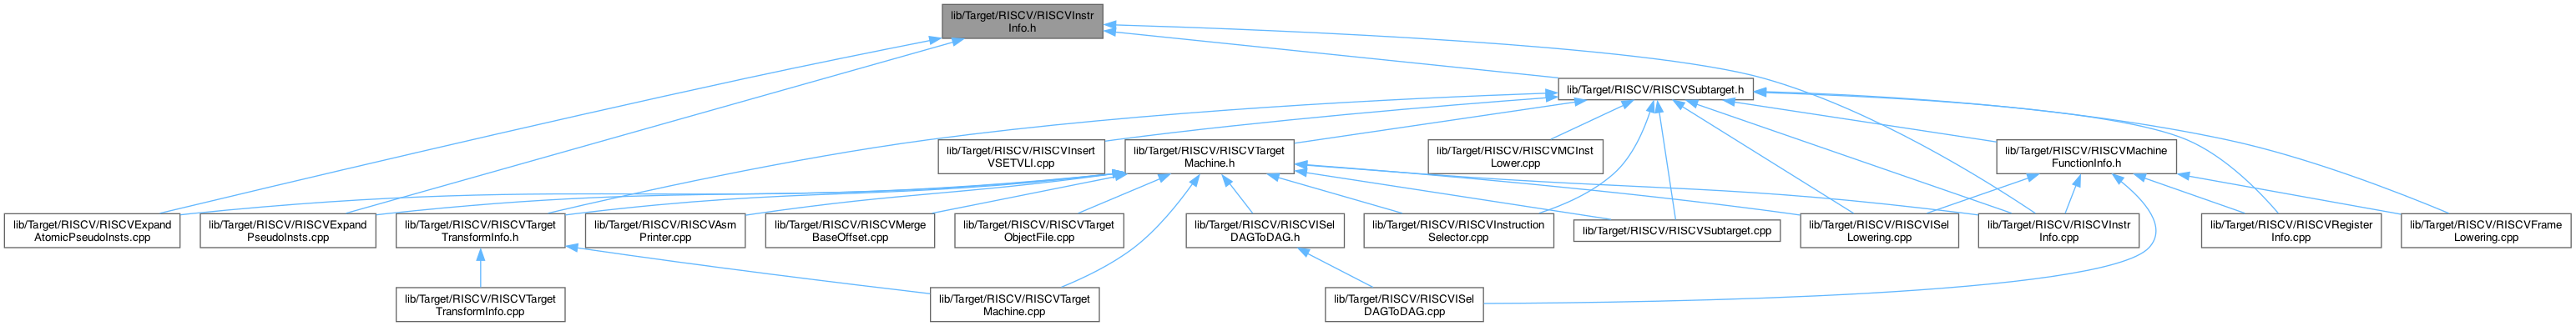 lib/Target/RISCV/RISCVInstr
Info.h
lib/Target/RISCV/RISCVSubtarget.h
lib/Target/RISCV/RISCVInsert
VSETVLI.cpp
lib/Target/RISCV/RISCVTarget
Machine.h
lib/Target/RISCV/RISCVMCInst
Lower.cpp
lib/Target/RISCV/RISCVMachine
FunctionInfo.h
lib/Target/RISCV/RISCVExpand
AtomicPseudoInsts.cpp
lib/Target/RISCV/RISCVExpand
PseudoInsts.cpp
lib/Target/RISCV/RISCVTarget
TransformInfo.h
lib/Target/RISCV/RISCVAsm
Printer.cpp
lib/Target/RISCV/RISCVMerge
BaseOffset.cpp
lib/Target/RISCV/RISCVTarget
ObjectFile.cpp
lib/Target/RISCV/RISCVISel
DAGToDAG.h
lib/Target/RISCV/RISCVInstruction
Selector.cpp
lib/Target/RISCV/RISCVSubtarget.cpp
lib/Target/RISCV/RISCVISel
Lowering.cpp
lib/Target/RISCV/RISCVInstr
Info.cpp
lib/Target/RISCV/RISCVRegister
Info.cpp
lib/Target/RISCV/RISCVFrame
Lowering.cpp
lib/Target/RISCV/RISCVTarget
TransformInfo.cpp
lib/Target/RISCV/RISCVTarget
Machine.cpp
lib/Target/RISCV/RISCVISel
DAGToDAG.cpp